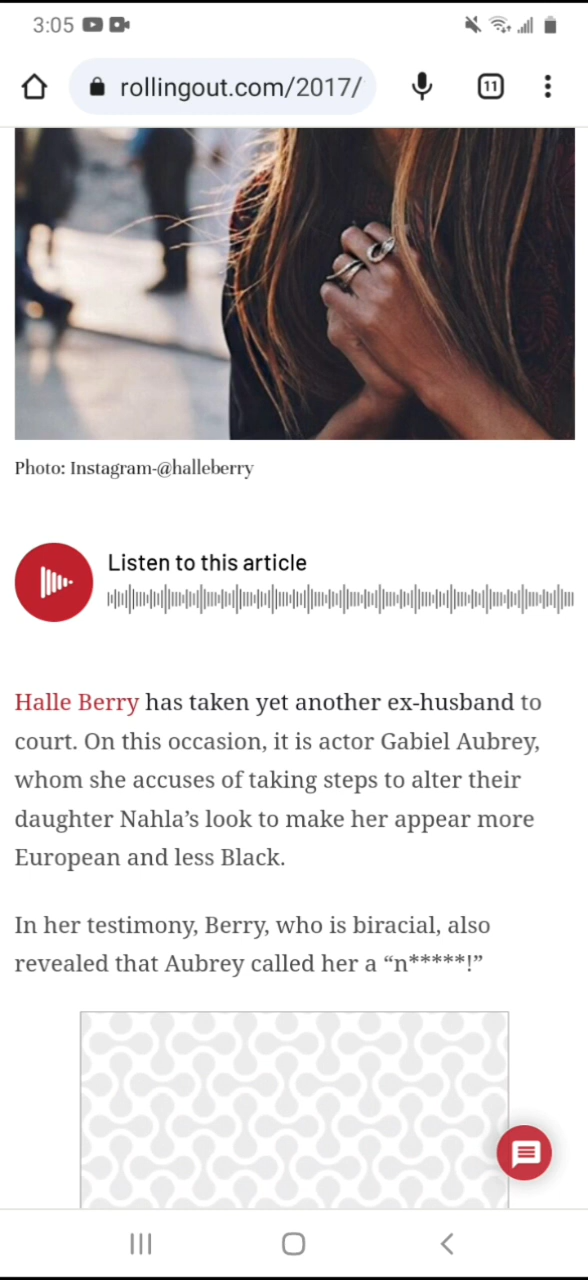 3:05
rollingout.com/2017/
11
Photo: Instagram-@halleberry
Listen to this article
Halle Berry has taken yet another ex-husband to
court. On this occasion, it is actor Gabiel Aubrey,
whom she accuses of taking steps to alter their
daughter Nahla’s look to make her appear more
European and less Black.
In her testimony, Berry, who is biracial, also
revealed that Aubrey called her a “n*****!”